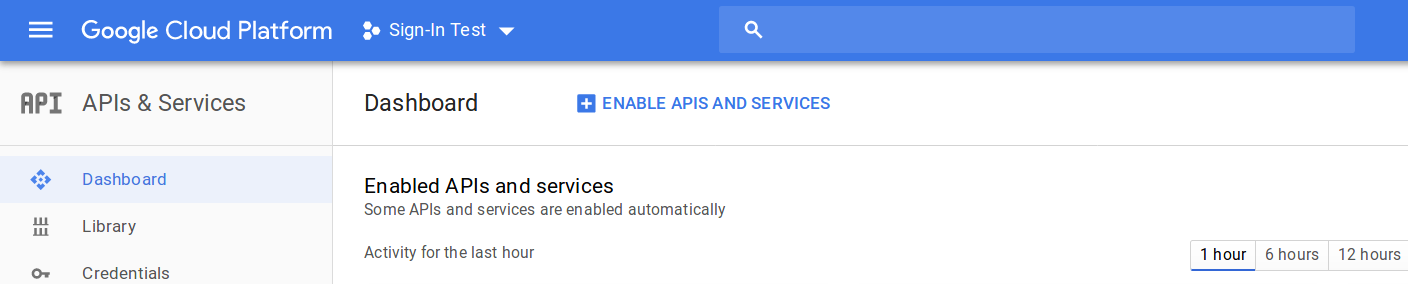 Google Cloud Platform Sign-In Test
API APIs & Services
Dashboard ENABLE APIS AND SERVICES
Dashboard
Library
Credentials
Enabled APIs and services
Some APIs and services are enabled automatically
Activity for the last hour
1 hour 6 hours 12 hours